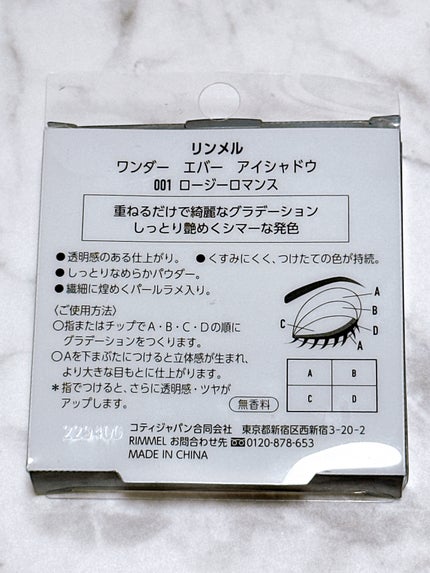 リンメル
ワンダー エバー アイシャドウ
001 ロージーロマンス
重ねるだけで綺麗なグラデーション
しっとり艶めくシマーな発色
●透明感のある仕上がり。 ●くすみにくく、つけたての色が持続。
●しっとりなめらかパウダー。
●繊細に煌めくパールラメ入り。
〈ご使用方法〉
○指またはチップでA・B・C・Dの順に
グラデーションをつくります。
○Aを下まぶたにつけると立体感が生まれ、
より大きな目もとに仕上がります。
＊指でつけると、さらに透明感・ツヤが
アップします。
無香料
A
B
C
D
A
A B
C D
コティジャパン合同会社 東京都新宿区西新宿3-20-2
RIMMEL お問合わせ先 0120-878-653
MADE IN CHINA